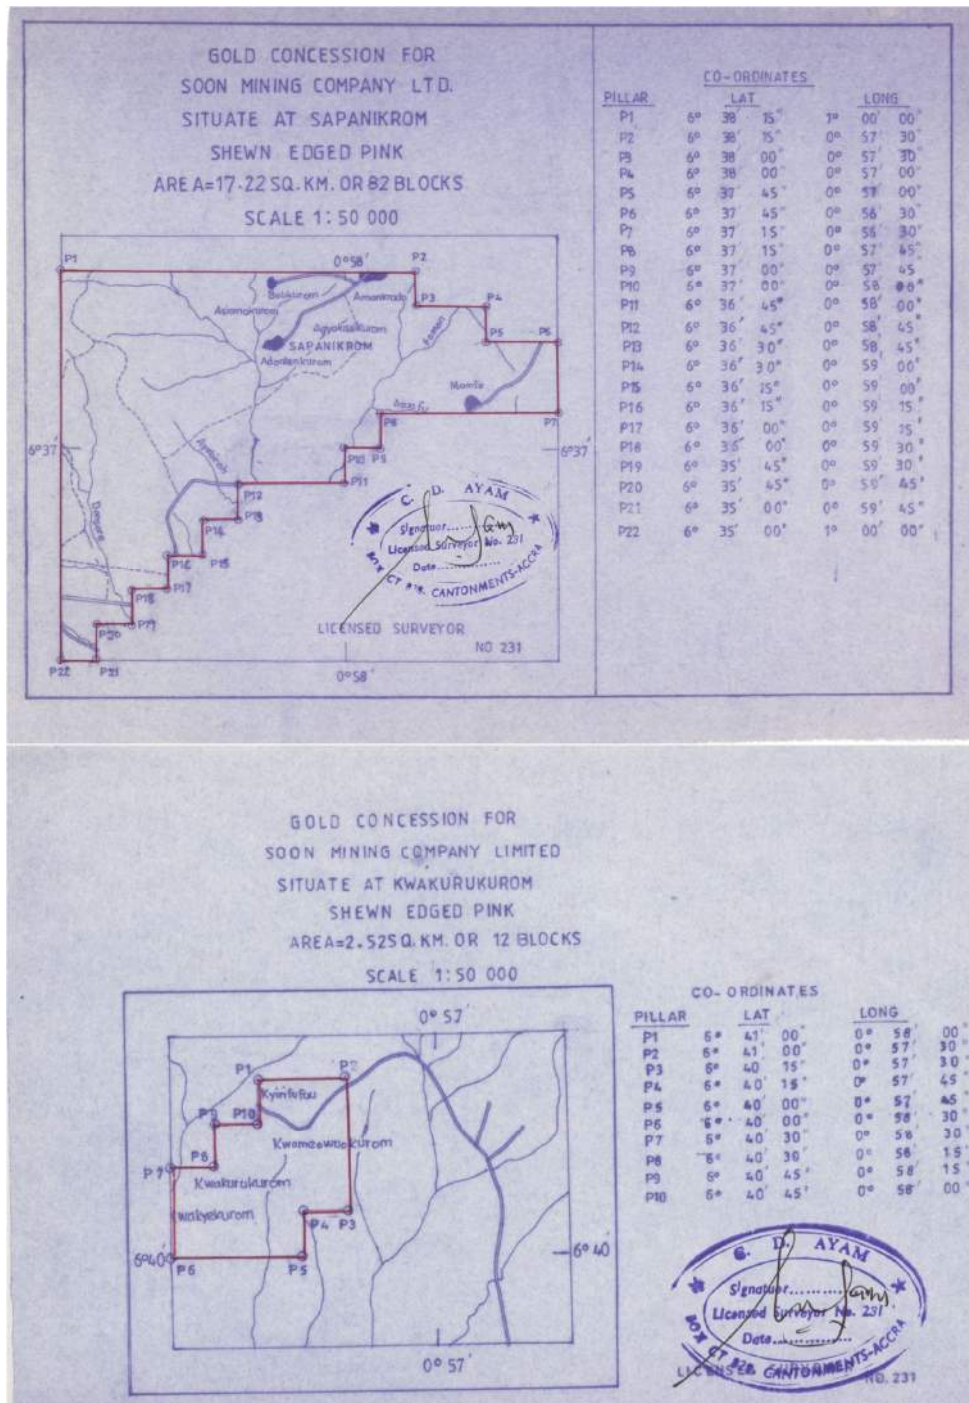 GOLD CONCESSION FOR
SOON MINING COMPANY LTD.
SITUATE AT SAPANIKROM
SHEWN EDGED PINK
AREA=17.22 SQ. KM. OR 82 BLOCKS
SCALE 1:50 000
P1
0°58'
P2
Amankrado
Asamakurom
P3
P4
Agyokisikurom
SAPANIKROM
P5
P6
Mamfe
P8
P7
6°37'
6°37'
P10
P9
P12
P11
P14
P13
P16
P15
P18
P17
P20
P22
P21
0°58'
C. D. AYAM
Signatuor
Licensed Surveyor No. 231
Date
BOX CT 828. CANTONMENTS-ACCRA
LICENSED SURVEYOR
NO 231
CO-ORDINATES
PILLAR LAT LONG
P1 6° 38' 15" 1° 00' 00"
P2 6° 38' 15" 0° 57' 30"
P3 6° 38' 00" 0° 57' 30"
P4 6° 38' 00" 0° 57' 00"
P5 6° 37' 45" 0° 57' 00"
P6 6° 37' 45" 0° 56' 30"
P7 6° 37' 15" 0° 56' 30"
P8 6° 37' 15" 0° 57' 45"
P9 6° 37' 00" 0° 57' 45
P10 6° 37' 00" 0° 58' 00"
P11 6° 36' 45" 0° 58' 00"
P12 6° 36' 45" 0° 58' 45"
P13 6° 36' 30" 0° 58' 45"
P14 6° 36' 30" 0° 59' 00"
P15 6° 36' 15" 0° 59' 00"
P16 6° 36' 15" 0° 59' 15"
P17 6° 36' 00" 0° 59' 15"
P18 6° 36' 00" 0° 59' 30"
P19 6° 35' 45" 0° 59' 30"
P20 6° 35' 45" 0° 59' 45"
P21 6° 35' 00" 0° 59' 45"
P22 6° 35' 00" 1° 00' 00"
GOLD CONCESSION FOR
SOON MINING COMPANY LIMITED
SITUATE AT KWAKURUKUROM
SHEWN EDGED PINK
AREA=2.52SQ.KM. OR 12 BLOCKS
SCALE 1:50 000
0°57'
P1
P2
P9
P10
P7
P8
Kwakurukurom
P4
P3
6°40'
6°40'
P6
P5
0°57'
CO-ORDINATES
PILLAR LAT LONG
P1 6° 41' 00" 0° 58' 00"
P2 6° 41' 00" 0° 57' 30"
P3 6° 40 15" 0° 57' 30"
P4 6° 40' 15" 0° 57' 45"
P5 6° 40' 00" 0° 57' 45"
P6 6° 40' 00" 0° 58' 30"
P7 6° 40' 30" 0° 58' 30"
P8 6° 40' 30" 0° 58' 15"
P9 6° 40' 45" 0° 58' 15
P10 6° 40' 45' 0° 58' 00"
C. D. AYAM
Signatuor
Licensed Surveyor No. 231
Date
BOX CT 828. CANTONMENTS-ACCRA
LICENSED SURVEYOR
NO. 231